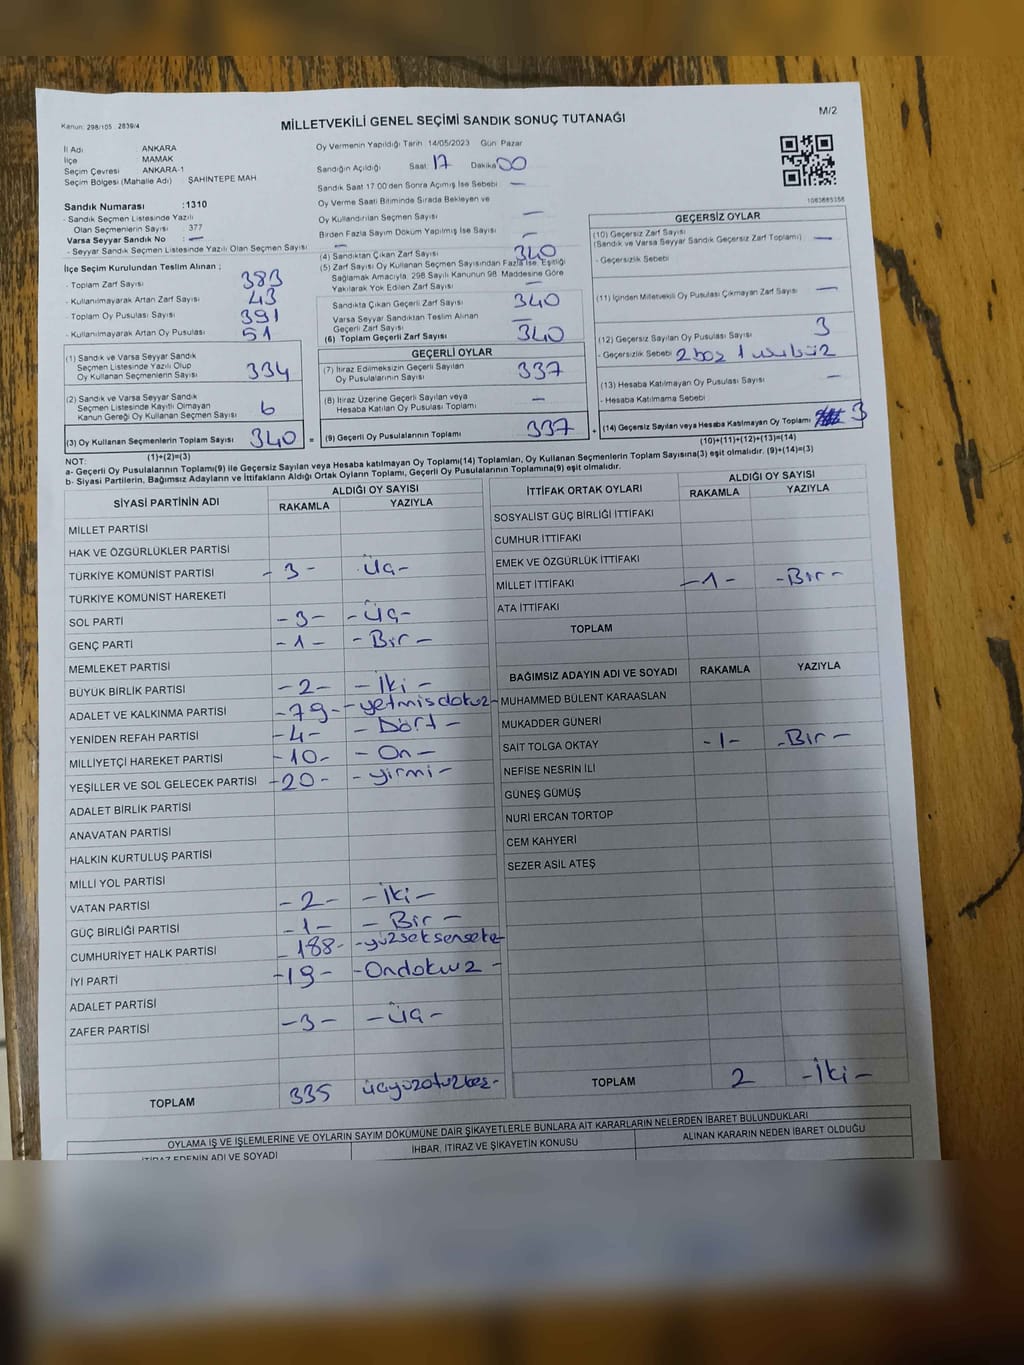 M/2
Kanun: 298/105 . 2839/4
MİLLETVEKİLİ GENEL SEÇİMİ SANDIK SONUÇ TUTANAĞI
İl Adı : ANKARA
İlçe : MAMAK
Seçim Çevresi : ANKARA-1
Seçim Bölgesi (Mahalle Adı) : ŞAHİNTEPE MAH
Sandık Numarası :1310
- Sandık Seçmen Listesinde Yazılı
Olan Seçmenlerin Sayısı : 377
Varsa Seyyar Sandık No : —
- Seyyar Sandık Seçmen Listesinde Yazılı Olan Seçmen Sayısı : —
İlçe Seçim Kurulundan Teslim Alınan ;
- Toplam Zarf Sayısı 383
- Kullanılmayarak Artan Zarf Sayısı 43
- Toplam Oy Pusulası Sayısı 391
- Kullanılmayarak Artan Oy Pusulası 51
(1) Sandık ve Varsa Seyyar Sandık
Seçmen Listesinde Yazılı Olup
Oy Kullanan Seçmenlerin Sayısı 334
(2) Sandık ve Varsa Seyyar Sandık
Seçmen Listesinde Kayıtlı Olmayan
Kanun Gereği Oy Kullanan Seçmen Sayısı 6
(3) Oy Kullanan Seçmenlerin Toplam Sayısı 340 =
(1)+(2)=(3)
Oy Vermenin Yapıldığı Tarih 14/05/2023 Gün Pazar
Sandığın Açıldığı Saat 17 Dakika 00
Sandık Saat 17 00'den Sonra Açımış İse Sebebi —
Oy Verme Saati Bitiminde Sırada Bekleyen ve
Oy Kullandırılan Seçmen Sayısı —
Birden Fazla Sayım Döküm Yapılmış İse Sayısı —
(4) Sandıktan Çıkan Zarf Sayısı 340
(5) Zarf Sayısı Oy Kullanan Seçmen Sayısından Fazla İse, Eşitliği
Sağlamak Amacıyla, 298 Sayılı Kanunun 98. Maddesine Göre
Yakılarak Yok Edilen Zarf Sayısı —
Sandıkta Çıkan Geçerli Zarf Sayısı 340
Varsa Seyyar Sandıktan Teslim Alınan
Geçerli Zarf Sayısı —
(6) Toplam Geçerli Zarf Sayısı 340
GEÇERLİ OYLAR
(7) İtiraz Edilmeksizin Geçerli Sayılan
Oy Pusulalarının Sayısı 337
(8) İtiraz Üzerine Geçerli Sayılan veya
Hesaba Katılan Oy Pusulası Toplamı —
(9) Geçerli Oy Pusulalarının Toplamı 337 +
1083885358
GEÇERSİZ OYLAR
(10) Geçersiz Zarf Sayısı
(Sandık ve Varsa Seyyar Sandık Geçersiz Zarf Toplamı) —
- Geçersizlik Sebebi
(11) İçinden Milletvekili Oy Pusulası Çıkmayan Zarf Sayısı —
(12) Geçersiz Sayılan Oy Pusulası Sayısı 3
- Geçersizlik Sebebi 2 boş 1
(13) Hesaba Katılmayan Oy Pusulası Sayısı —
- Hesaba Katılmama Sebebi
(14) Geçersiz Sayılan veya Hesaba Katılmayan Oy Toplamı 3
(10)+(11)+(12)+(13)=(14)
NOT:
a- Geçerli Oy Pusulalarının Toplamı(9) ile Geçersiz Sayılan veya Hesaba katılmayan Oy Toplamı(14) Toplamları, Oy Kullanan Seçmenlerin Toplam Sayısına(3) eşit olmalıdır. (9)+(14)=(3)
b- Siyasi Partilerin, Bağımsız Adayların ve İttifakların Aldığı Ortak Oyların Toplamı, Geçerli Oy Pusulalarının Toplamına(9) eşit olmalıdır.
SİYASİ PARTİNİN ADI ALDIĞI OY SAYISI
RAKAMLA YAZIYLA
MİLLET PARTİSİ
HAK VE ÖZGÜRLÜKLER PARTİSİ
TÜRKİYE KOMÜNİST PARTİSİ -3- Üç-
TÜRKİYE KOMÜNİST HAREKETİ
SOL PARTİ -3- -Üç-
GENÇ PARTİ -1- -Bir-
MEMLEKET PARTİSİ
BÜYÜK BİRLİK PARTİSİ -2- -İki-
ADALET VE KALKINMA PARTİSİ -79- -yetmisdokuz-
YENİDEN REFAH PARTİSİ -4- -Dört-
MİLLİYETÇİ HAREKET PARTİSİ -10- -On-
YEŞİLLER VE SOL GELECEK PARTİSİ -20- -yirmi-
ADALET BİRLİK PARTİSİ
ANAVATAN PARTİSİ
HALKIN KURTULUŞ PARTİSİ
MİLLİ YOL PARTİSİ
VATAN PARTİSİ -2- -İki-
GÜÇ BİRLİĞİ PARTİSİ -1- -Bir-
CUMHURİYET HALK PARTİSİ -188- -yüzseksensekz-
İYİ PARTİ -19- -Ondokuz-
ADALET PARTİSİ
ZAFER PARTİSİ -3- -Üç-
TOPLAM 335 üçyüzotuzbeş-
İTTİFAK ORTAK OYLARI ALDIĞI OY SAYISI
RAKAMLA YAZIYLA
SOSYALİST GÜÇ BİRLİĞİ İTTİFAKI
CUMHUR İTTİFAKI
EMEK VE ÖZGÜRLÜK İTTİFAKI
MİLLET İTTİFAKI -1- -Bir-
ATA İTTİFAKI
TOPLAM
BAĞIMSIZ ADAYIN ADI VE SOYADI RAKAMLA YAZIYLA
MUHAMMED BÜLENT KARAASLAN
MUKADDER GÜNERİ
SAİT TOLGA OKTAY -1- -Bir-
NEFİSE NESRİN İLİ
GÜNEŞ GÜMÜŞ
NURİ ERCAN TORTOP
CEM KAHYERİ
SEZER ASİL ATEŞ
TOPLAM 2 -İki-
OYLAMA İŞ VE İŞLEMLERİNE VE OYLARIN SAYIM DÖKÜMÜNE DAİR ŞİKAYETLERLE BUNLARA AİT KARARLARIN NELERDEN İBARET BULUNDUKLARI
İTİRAZ EDENİN ADI VE SOYADI İHBAR, İTİRAZ VE ŞİKAYETİN KONUSU ALINAN KARARIN NEDEN İBARET OLDUĞU